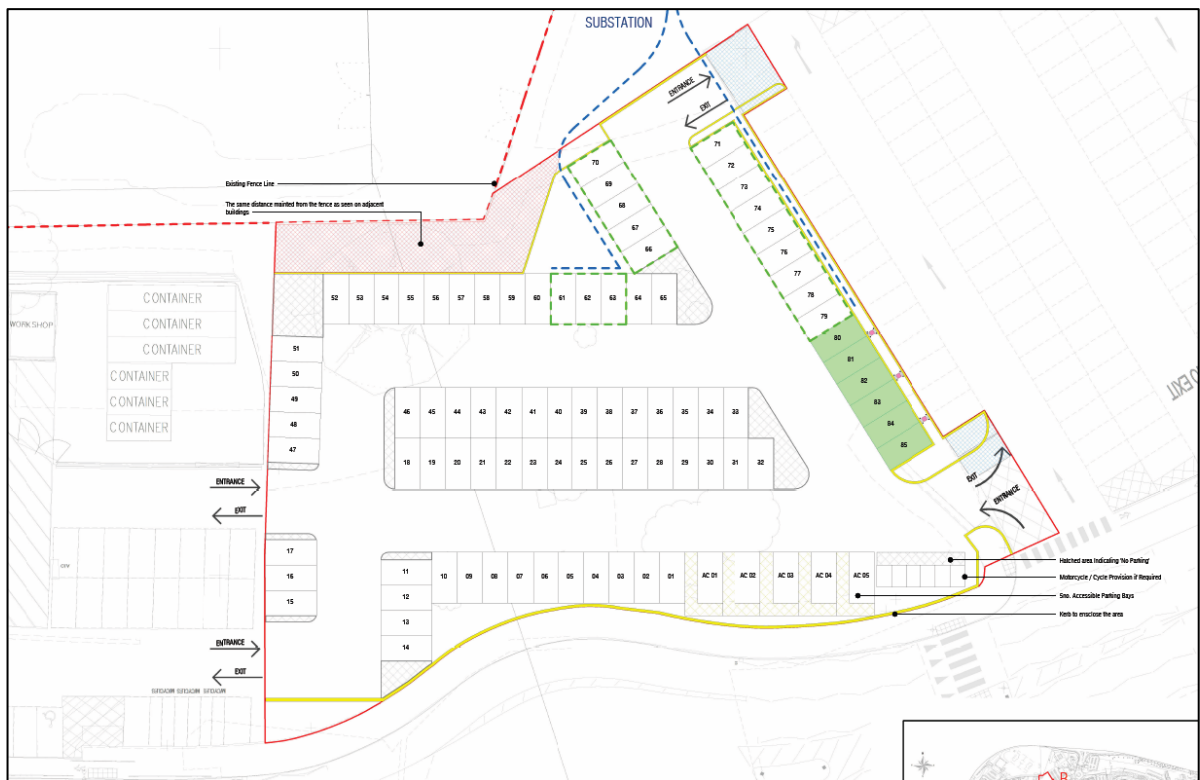 SUBSTATION
ENTRANCE
EXIT
70
69
68
67
66
71
72
73
74
75
76
77
78
79
80
81
82
83
84
85
Existing Fence Line
The same distance mainted from the fence as seen on adjacent
buildings
52 53 54 55 56 57 58 59 60 61 62 63 64 65
CONTAINER
CONTAINER
CONTAINER
CONTAINER
CONTAINER
CONTAINER
WORKSHOP
51
50
49
48
47
46 45 44 43 42 41 40 39 38 37 36 35 34 33
18 19 20 21 22 23 24 25 26 27 28 29 30 31 32
ENTRANCE
EXIT
EXIT
ENTRANCE
NO EXIT
17
16
15
11
12
13
14
10 09 08 07 06 05 04 03 02 01 AC 01 AC 02 AC 03 AC 04 AC 05
Hatched area indicating 'No Parking'
Motorcycle / Cycle Provision if Required
5no. Accessible Parking Bays
Kerb to ensclose the area
ENTRANCE
EXIT
MOTORCYCLES MOTORCYCLES MOTORCYCLES